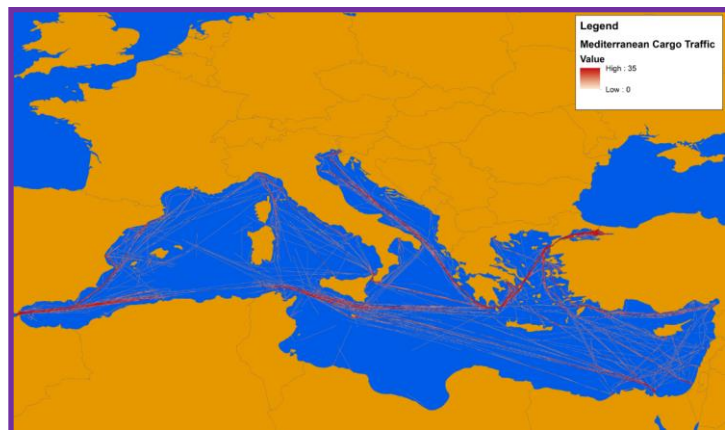 Legend
Mediterranean Cargo Traffic
Value
High : 35
Low : 0